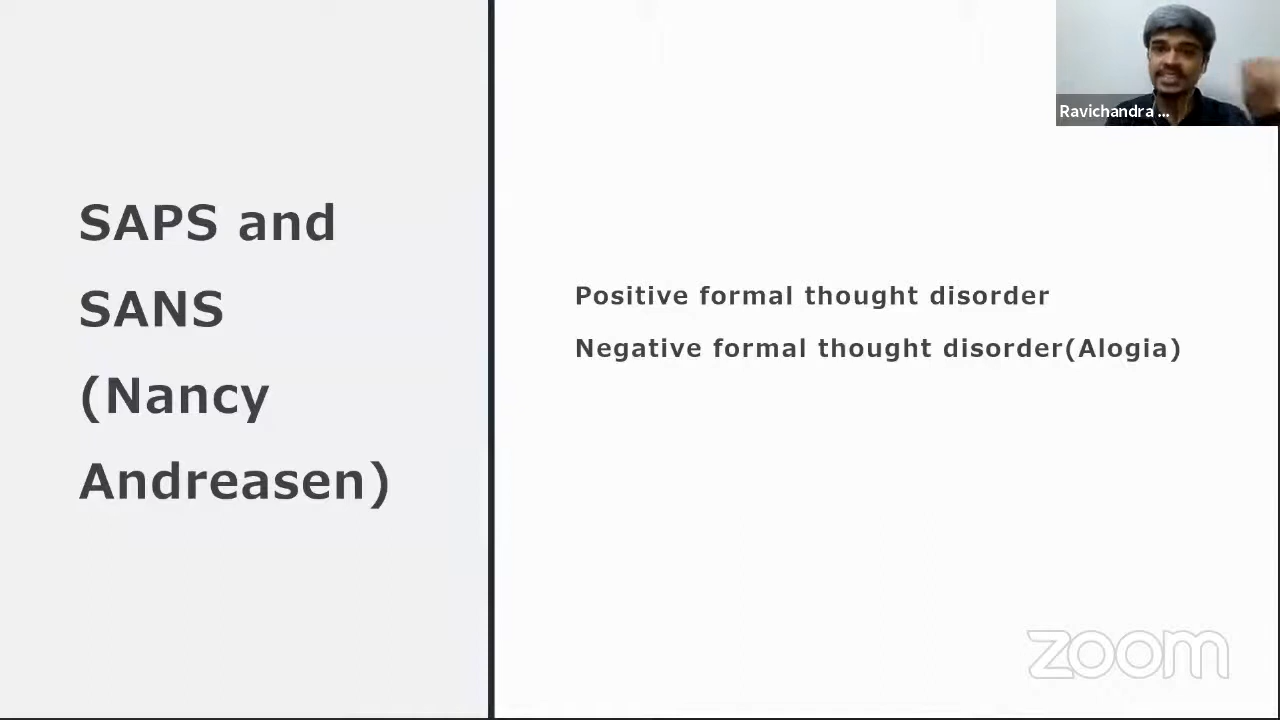 SAPS and
SANS
(Nancy
Andreasen)
Positive formal thought disorder
Negative formal thought disorder(Alogia)
Ravichandra ...
zoom